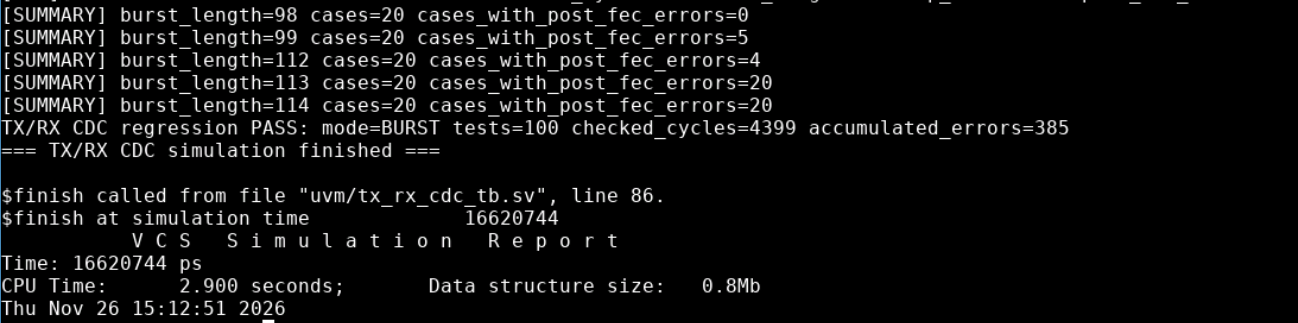 [SUMMARY] burst_length=98 cases=20 cases_with_post_fec_errors=0
[SUMMARY] burst_length=99 cases=20 cases_with_post_fec_errors=5
[SUMMARY] burst_length=112 cases=20 cases_with_post_fec_errors=4
[SUMMARY] burst_length=113 cases=20 cases_with_post_fec_errors=20
[SUMMARY] burst_length=114 cases=20 cases_with_post_fec_errors=20
TX/RX CDC regression PASS: mode=BURST tests=100 checked_cycles=4399 accumulated_errors=385
=== TX/RX CDC simulation finished ===
$finish called from file "uvm/tx_rx_cdc_tb.sv", line 86.
$finish at simulation time 16620744
V C S S i m u l a t i o n R e p o r t
Time: 16620744 ps
CPU Time: 2.900 seconds; Data structure size: 0.8Mb
Thu Nov 26 15:12:51 2026